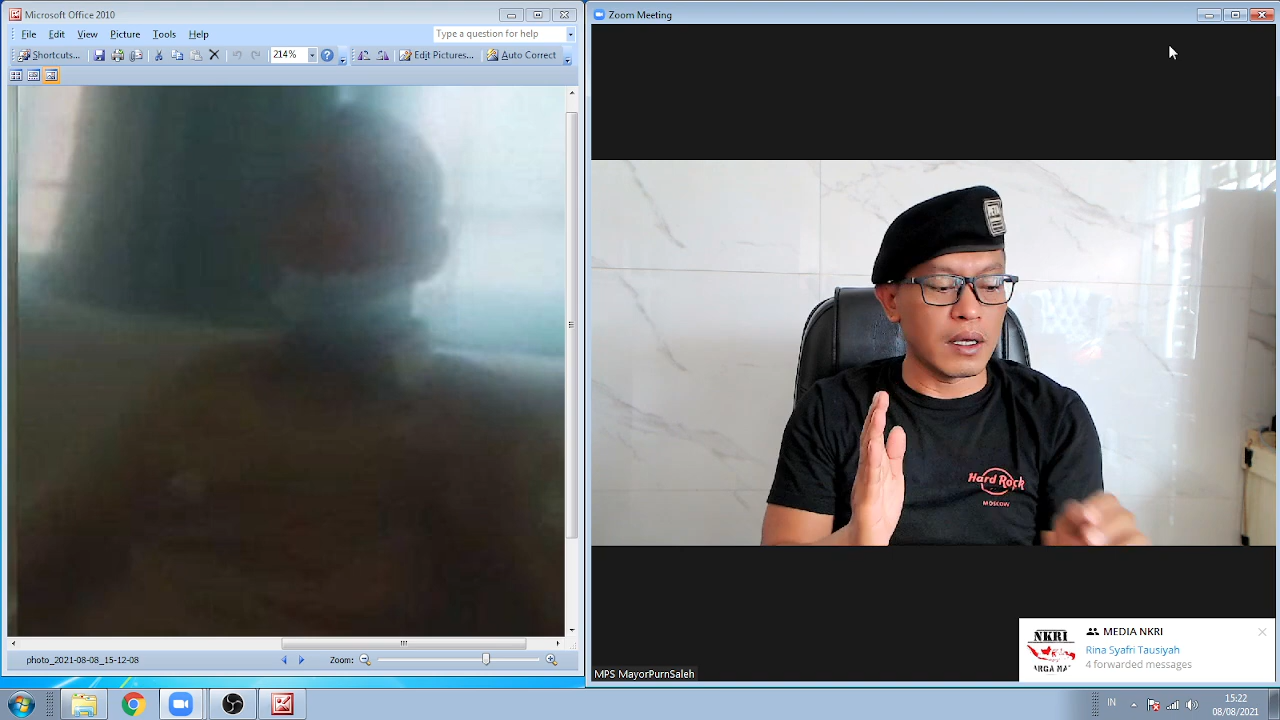 Microsoft Office 2010
File Edit View Picture Tools Help
Type a question for help
Shortcuts...
214%
Edit Pictures...
Auto Correct
photo_2021-08-08_15-12-08
Zoom:
Zoom Meeting
Hard Rock
MOSCOW
MPS MayorPurnSaleh
NKRI
ARGA MA
MEDIA NKRI
Rina Syafri Tausiyah
4 forwarded messages
IN
15:22
08/08/2021